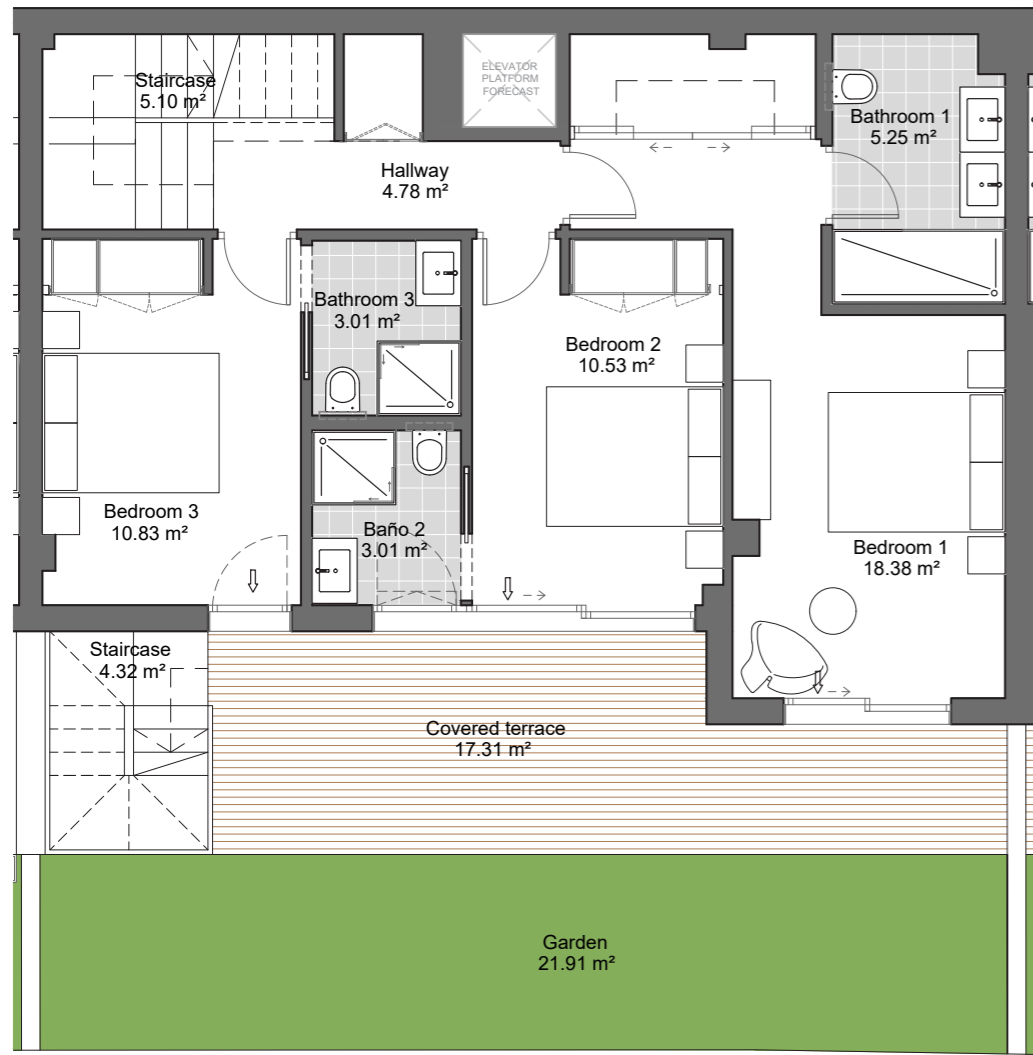 Staircase
5.10 m²
ELEVATOR
PLATFORM
FORECAST
Bathroom 1
5.25 m²
Hallway
4.78 m²
Bathroom 3
3.01 m²
Bedroom 2
10.53 m²
Bedroom 3
10.83 m²
Baño 2
3.01 m²
Bedroom 1
18.38 m²
Staircase
4.32 m²
Covered terrace
17.31 m²
Garden
21.91 m²